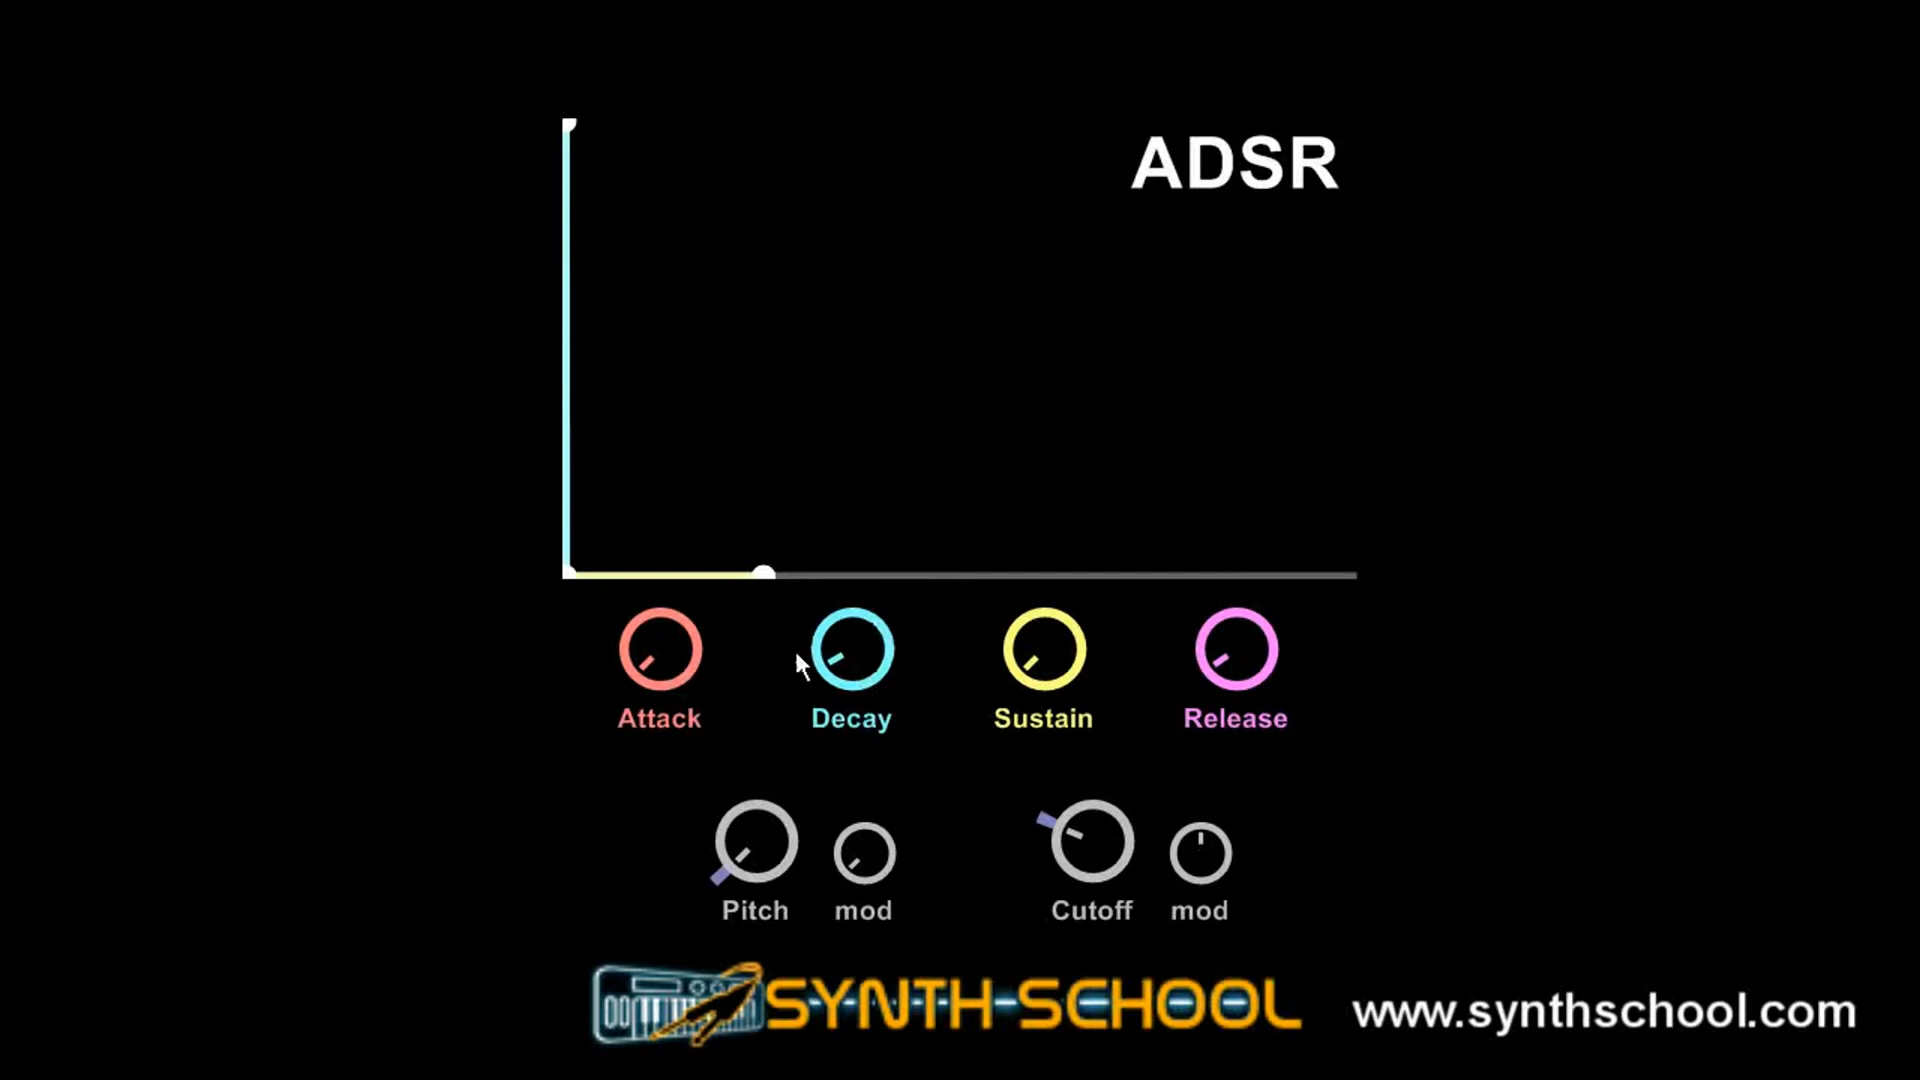 ADSR
Attack Decay Sustain Release
Pitch mod Cutoff mod
SYNTH-SCHOOL
www.synthschool.com